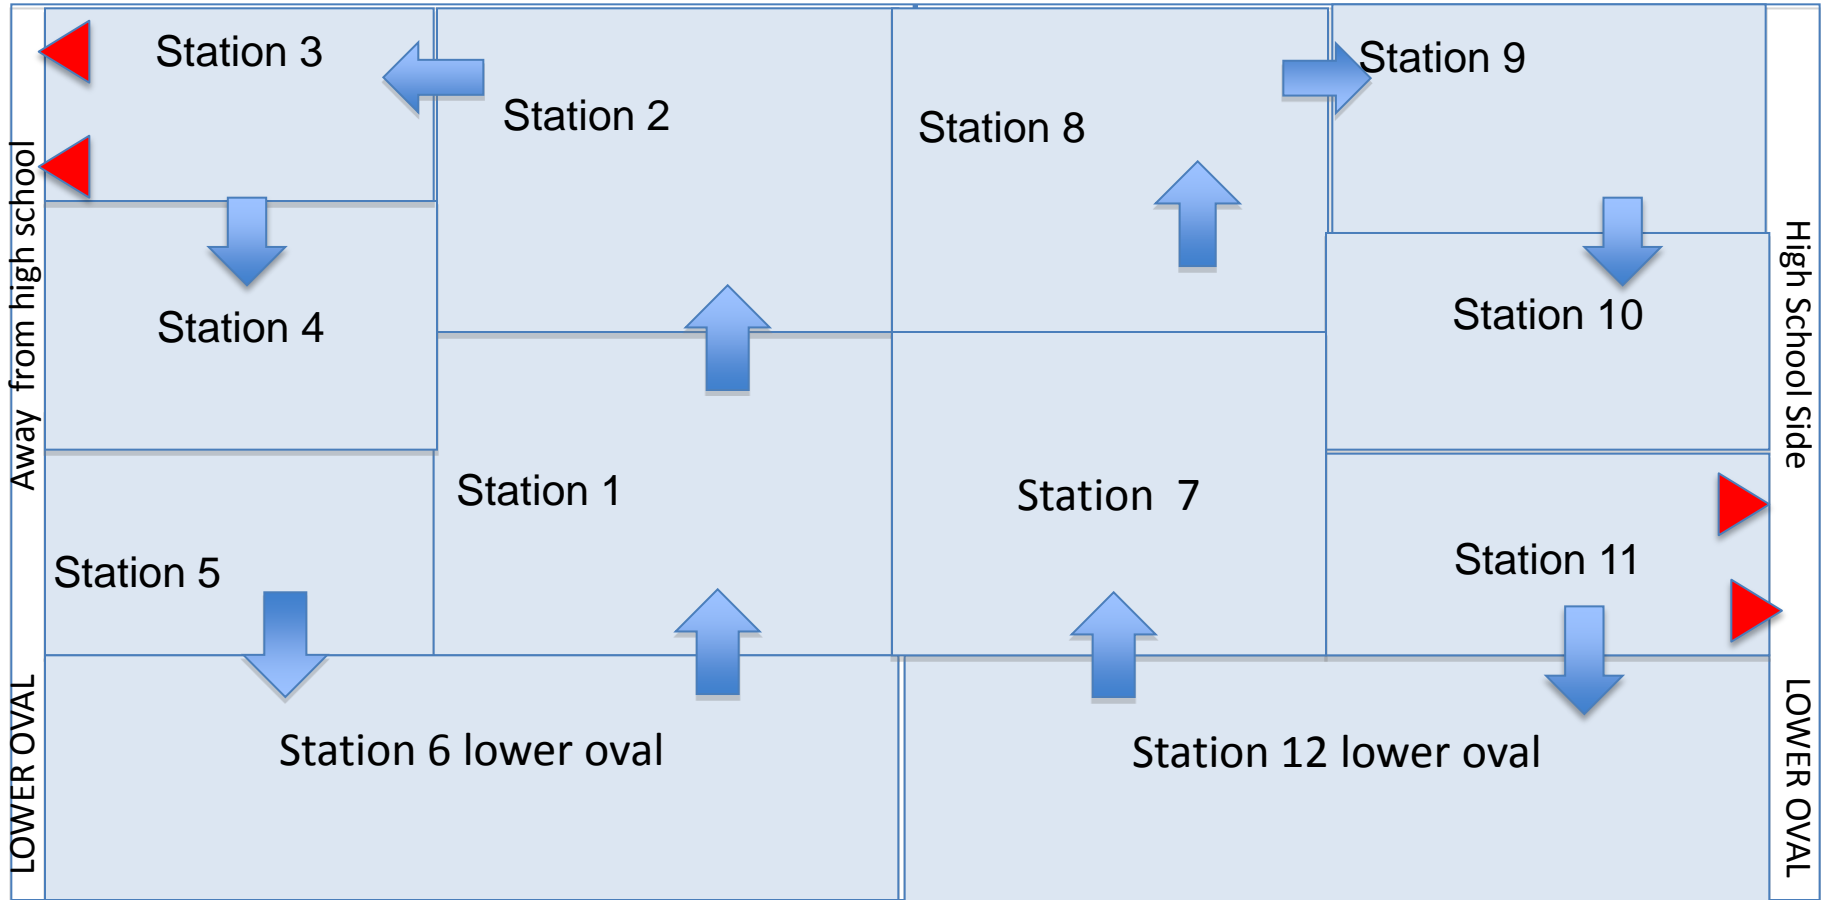 Station 3
Station 2
Station 8
Station 9
Away  from high school
Station 4
Station 10
High School Side
Station 1
Station  7
Station 5
Station 11
LOWER OVAL
Station 6 lower oval
Station 12 lower oval
LOWER OVAL